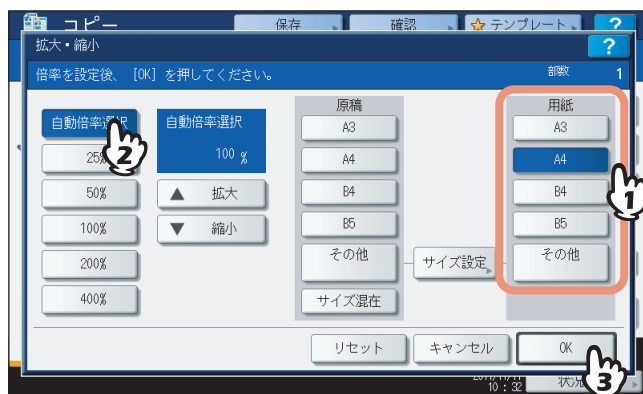 コピー
保存
確認
テンプレート
?
拡大・縮小
?
倍率を設定後、[OK] を押してください。
部数 1
自動倍率選択
25%
50%
100%
200%
400%
自動倍率選択
100 %
▲ 拡大
▼ 縮小
原稿
A3
A4
B4
B5
その他
サイズ混在
サイズ設定
用紙
A3
A4
B4
B5
その他
リセット
キャンセル
OK
10:32
状況
1
2
3